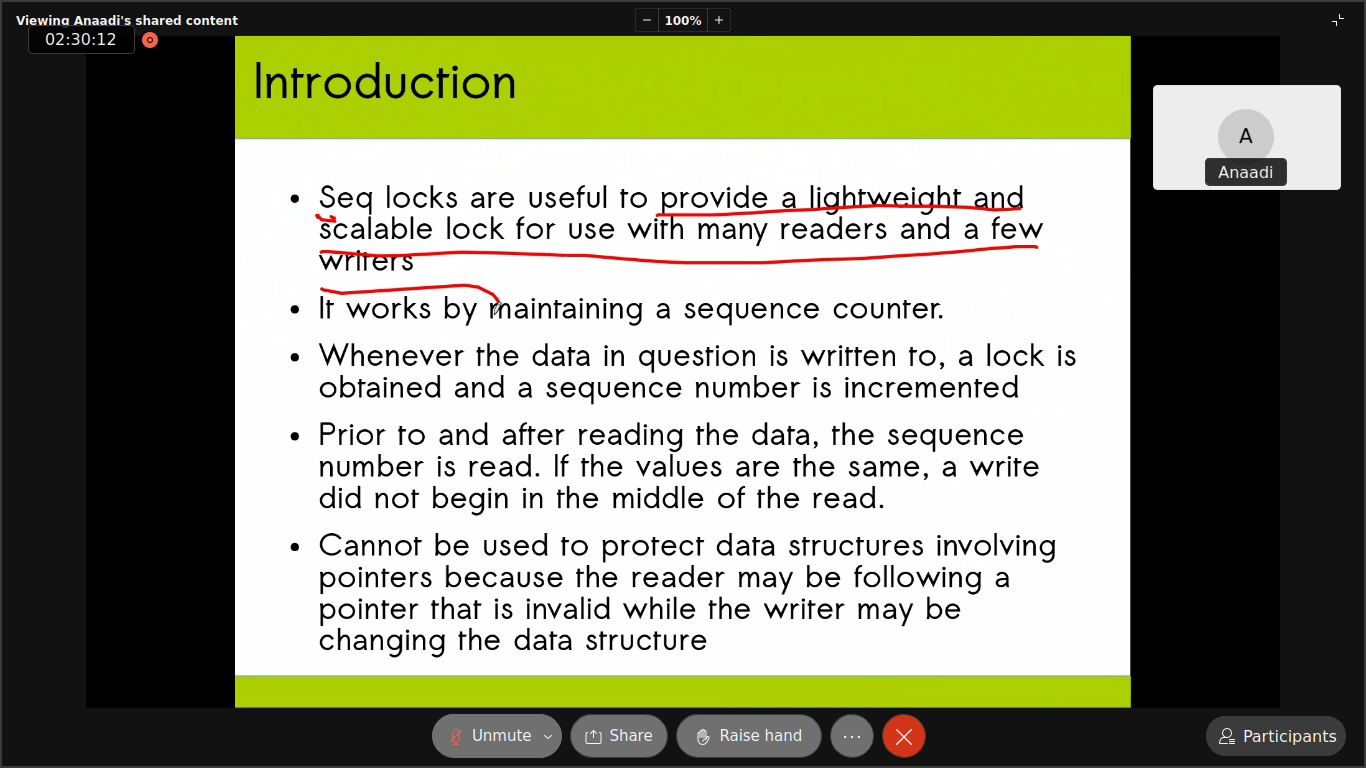 Viewing Anaadi's shared content
− 100% +
02:30:12
Introduction
A
Anaadi
• Seq locks are useful to provide a lightweight and
scalable lock for use with many readers and a few
writers
• It works by maintaining a sequence counter.
• Whenever the data in question is written to, a lock is
obtained and a sequence number is incremented
• Prior to and after reading the data, the sequence
number is read. If the values are the same, a write
did not begin in the middle of the read.
• Cannot be used to protect data structures involving
pointers because the reader may be following a
pointer that is invalid while the writer may be
changing the data structure
Unmute Share Raise hand ... Participants